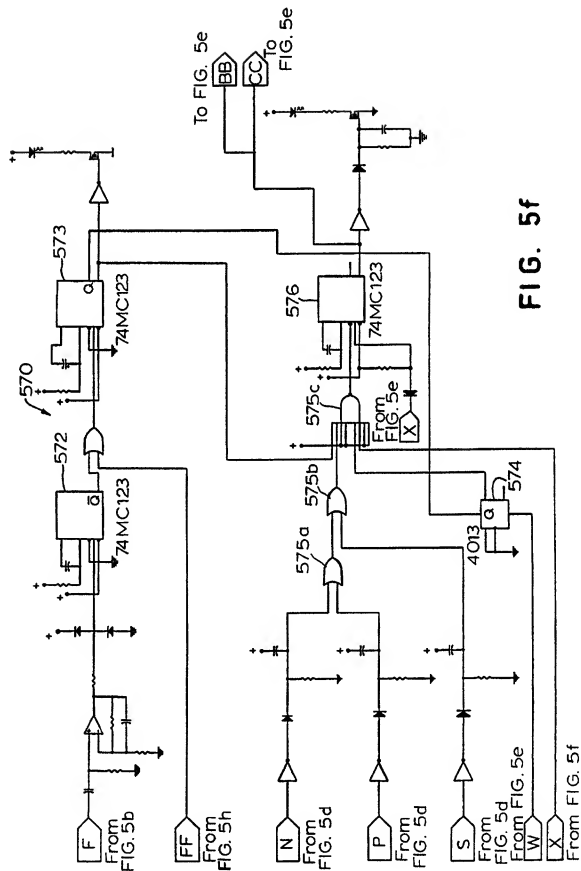 570
572
Q̅
74MC123
573
Q
74MC123
F
From
FIG. 5b
FF
From
FIG. 5h
N
From
FIG. 5d
P
From
FIG. 5d
S
From
FIG. 5d
From FIG. 5e
W
X
From FIG. 5f
575a
575b
575c
From
FIG. 5e
X
576
74MC123
4013
Q
574
To FIG. 5e
BB
CC
To
FIG. 5e
+
+
+
+
+
+
+
+
+
+
+
+
+
FIG. 5f